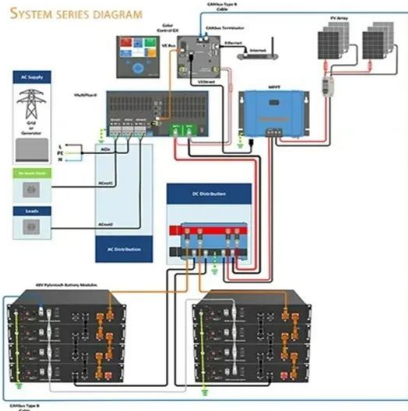 SYSTEM SERIES DIAGRAM
CANbus Type B
Cable
Color
Control GX
CANbus Terminator
VE Bus
Ethernet
Internet
PV Array
AC Supply
MultiPlus-II
VE.Direct
MPPT
Grid
or
Generator
L
PE
N
ACin
ACout1
Loads
ACout2
AC Distribution
DC Distribution
48V Pylontech Battery Modules
CANbus Type B
Cable